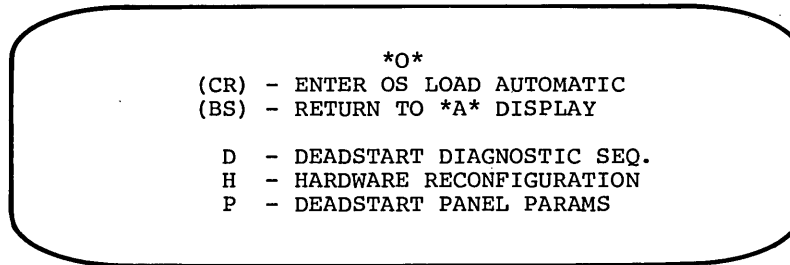 *O*
(CR) - ENTER OS LOAD AUTOMATIC
(BS) - RETURN TO *A* DISPLAY
D - DEADSTART DIAGNOSTIC SEQ.
H - HARDWARE RECONFIGURATION
P - DEADSTART PANEL PARAMS